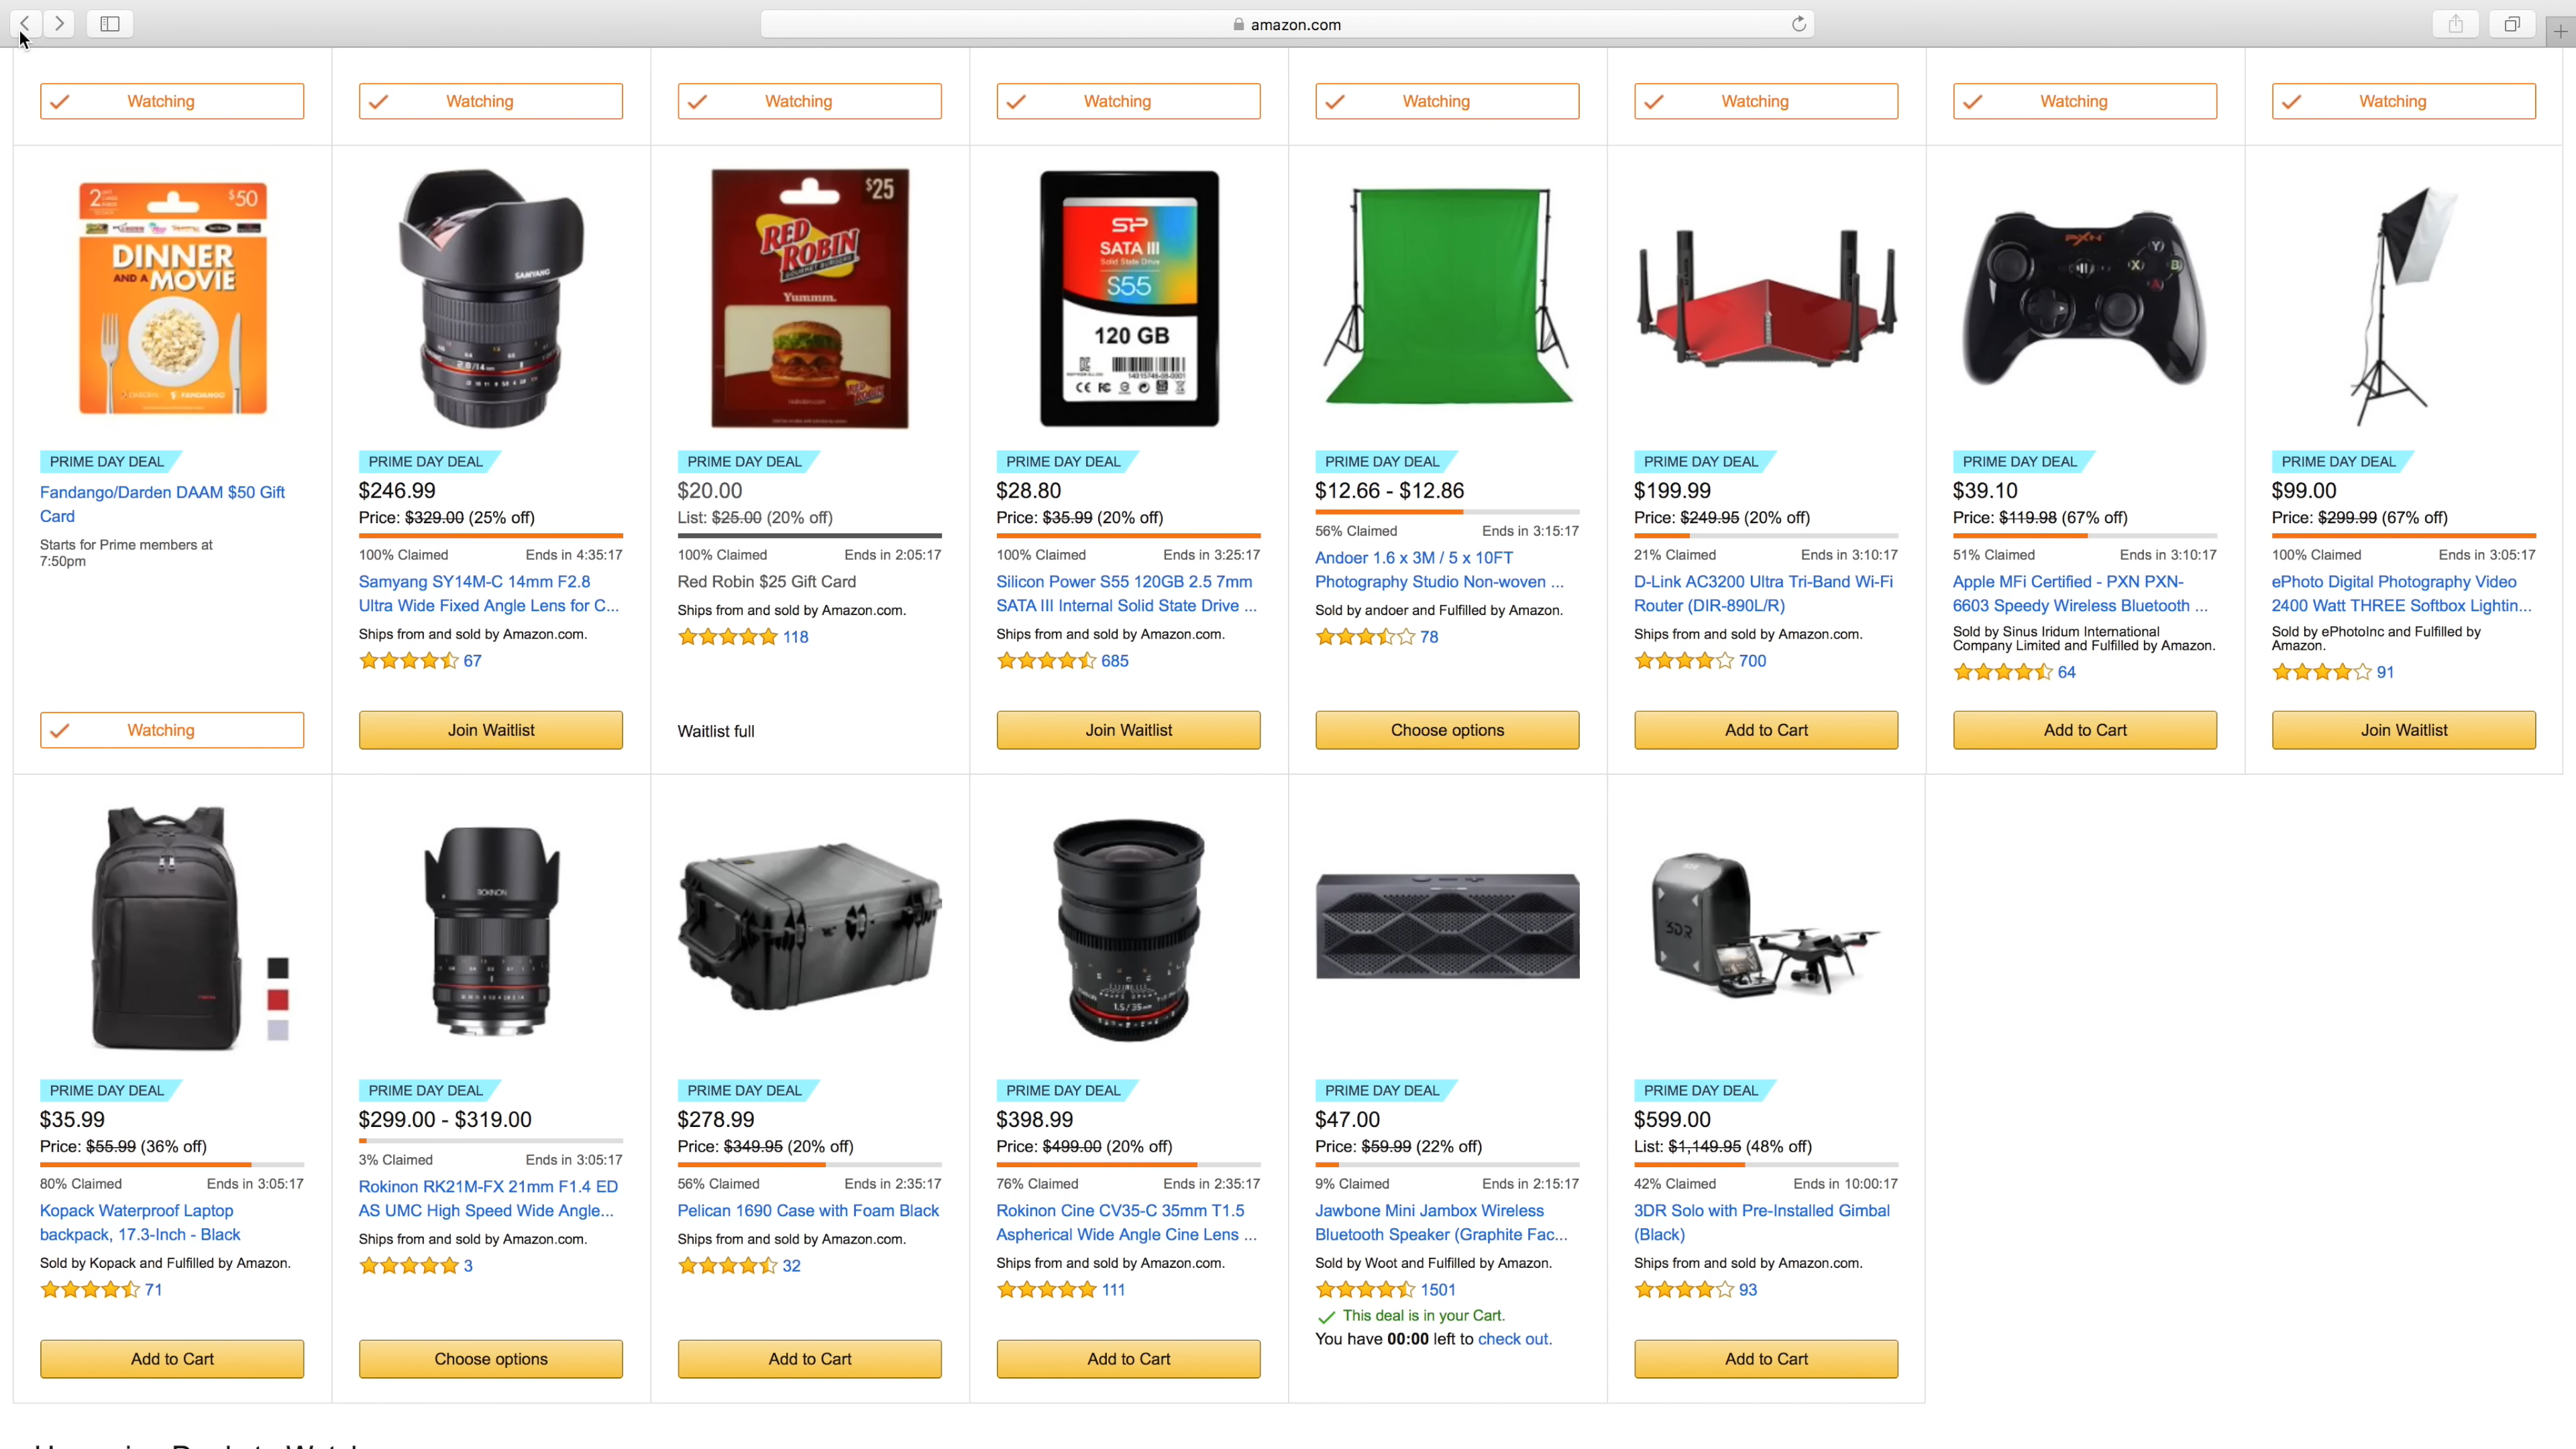 amazon.com
Watching
Watching
Watching
Watching
Watching
Watching
Watching
Watching
2
$50
DINNER
AND A MOVIE
FANDANGO
PRIME DAY DEAL
Fandango/Darden DAAM $50 Gift
Card
Starts for Prime members at
7:50pm
Watching
SAMYANG
PRIME DAY DEAL
$246.99
Price: $329.00 (25% off)
100% Claimed Ends in 4:35:17
Samyang SY14M-C 14mm F2.8
Ultra Wide Fixed Angle Lens for C...
Ships from and sold by Amazon.com.
67
Join Waitlist
$25
RED
ROBIN
GOURMET BURGERS
Yummm.
PRIME DAY DEAL
$20.00
List: $25.00 (20% off)
100% Claimed Ends in 2:05:17
Red Robin $25 Gift Card
Ships from and sold by Amazon.com.
118
Waitlist full
SP
SATA III
Solid State Drive
S55
120 GB
PRIME DAY DEAL
$28.80
Price: $35.99 (20% off)
100% Claimed Ends in 3:25:17
Silicon Power S55 120GB 2.5 7mm
SATA III Internal Solid State Drive ...
Ships from and sold by Amazon.com.
685
Join Waitlist
PRIME DAY DEAL
$12.66 - $12.86
56% Claimed Ends in 3:15:17
Andoer 1.6 x 3M / 5 x 10FT
Photography Studio Non-woven ...
Sold by andoer and Fulfilled by Amazon.
78
Choose options
PRIME DAY DEAL
$199.99
Price: $249.95 (20% off)
21% Claimed Ends in 3:10:17
D-Link AC3200 Ultra Tri-Band Wi-Fi
Router (DIR-890L/R)
Ships from and sold by Amazon.com.
700
Add to Cart
PXN
Y
X
B
A
PRIME DAY DEAL
$39.10
Price: $119.98 (67% off)
51% Claimed Ends in 3:10:17
Apple MFi Certified - PXN PXN-
6603 Speedy Wireless Bluetooth ...
Sold by Sinus Iridum International
Company Limited and Fulfilled by Amazon.
64
Add to Cart
PRIME DAY DEAL
$99.00
Price: $299.99 (67% off)
100% Claimed Ends in 3:05:17
ePhoto Digital Photography Video
2400 Watt THREE Softbox Lightin...
Sold by ePhotoInc and Fulfilled by
Amazon.
91
Join Waitlist
PRIME DAY DEAL
$35.99
Price: $55.99 (36% off)
80% Claimed Ends in 3:05:17
Kopack Waterproof Laptop
backpack, 17.3-Inch - Black
Sold by Kopack and Fulfilled by Amazon.
71
Add to Cart
ROKINON
PRIME DAY DEAL
$299.00 - $319.00
3% Claimed Ends in 3:05:17
Rokinon RK21M-FX 21mm F1.4 ED
AS UMC High Speed Wide Angle...
Ships from and sold by Amazon.com.
3
Choose options
PRIME DAY DEAL
$278.99
Price: $349.95 (20% off)
56% Claimed Ends in 2:35:17
Pelican 1690 Case with Foam Black
Ships from and sold by Amazon.com.
32
Add to Cart
PRIME DAY DEAL
$398.99
Price: $499.00 (20% off)
76% Claimed Ends in 2:35:17
Rokinon Cine CV35-C 35mm T1.5
Aspherical Wide Angle Cine Lens ...
Ships from and sold by Amazon.com.
111
Add to Cart
PRIME DAY DEAL
$47.00
Price: $59.99 (22% off)
9% Claimed Ends in 2:15:17
Jawbone Mini Jambox Wireless
Bluetooth Speaker (Graphite Fac...
Sold by Woot and Fulfilled by Amazon.
1501
This deal is in your Cart.
You have 00:00 left to check out.
3DR
PRIME DAY DEAL
$599.00
List: $1,149.95 (48% off)
42% Claimed Ends in 10:00:17
3DR Solo with Pre-Installed Gimbal
(Black)
Ships from and sold by Amazon.com.
93
Add to Cart